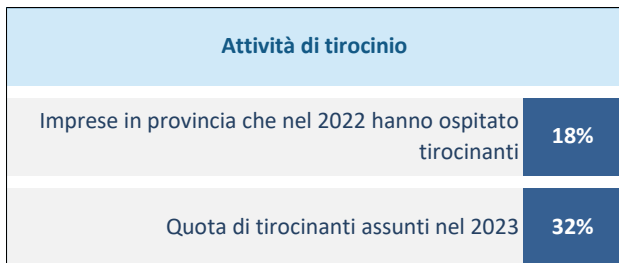 Attività di tirocinio
Imprese in provincia che nel 2022 hanno ospitato
tirocinanti
18%
Quota di tirocinanti assunti nel 2023
32%